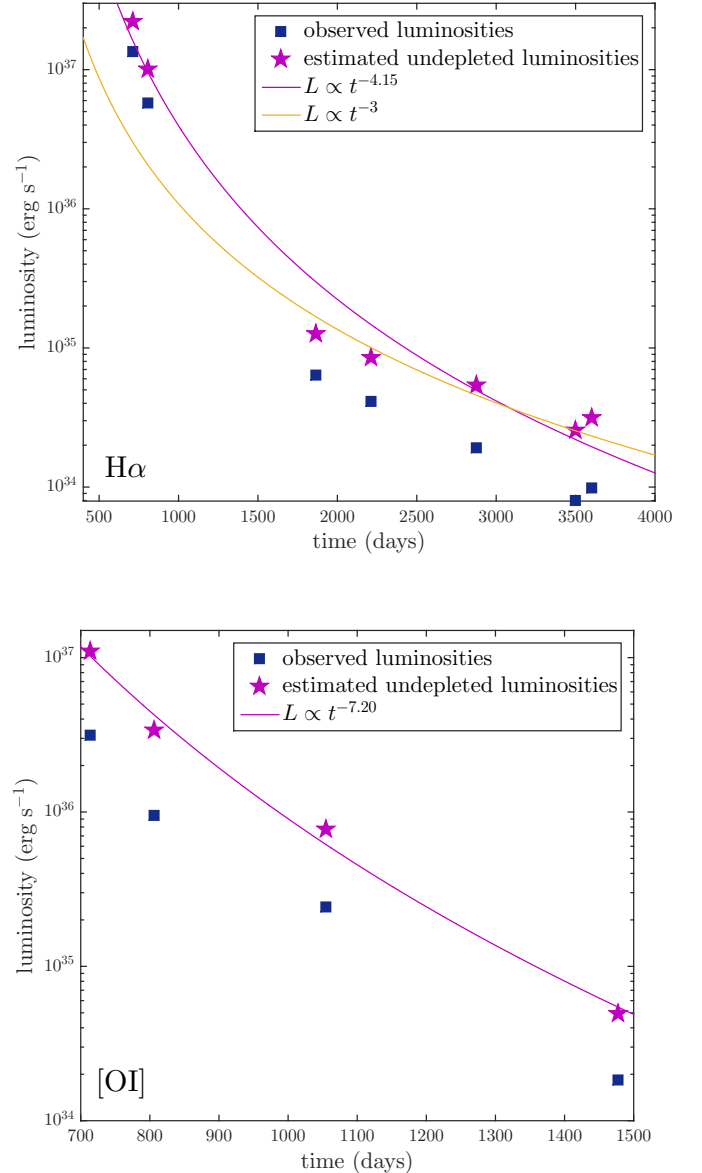 observed luminosities
estimated undepleted luminosities
L ∝ t^−4.15
L ∝ t^−3
10^37
10^36
10^35
10^34
luminosity (erg s^−1)
Hα
500 1000 1500 2000 2500 3000 3500 4000
time (days)
observed luminosities
estimated undepleted luminosities
L ∝ t^−7.20
10^37
10^36
10^35
10^34
luminosity (erg s^−1)
[OI]
700 800 900 1000 1100 1200 1300 1400 1500
time (days)